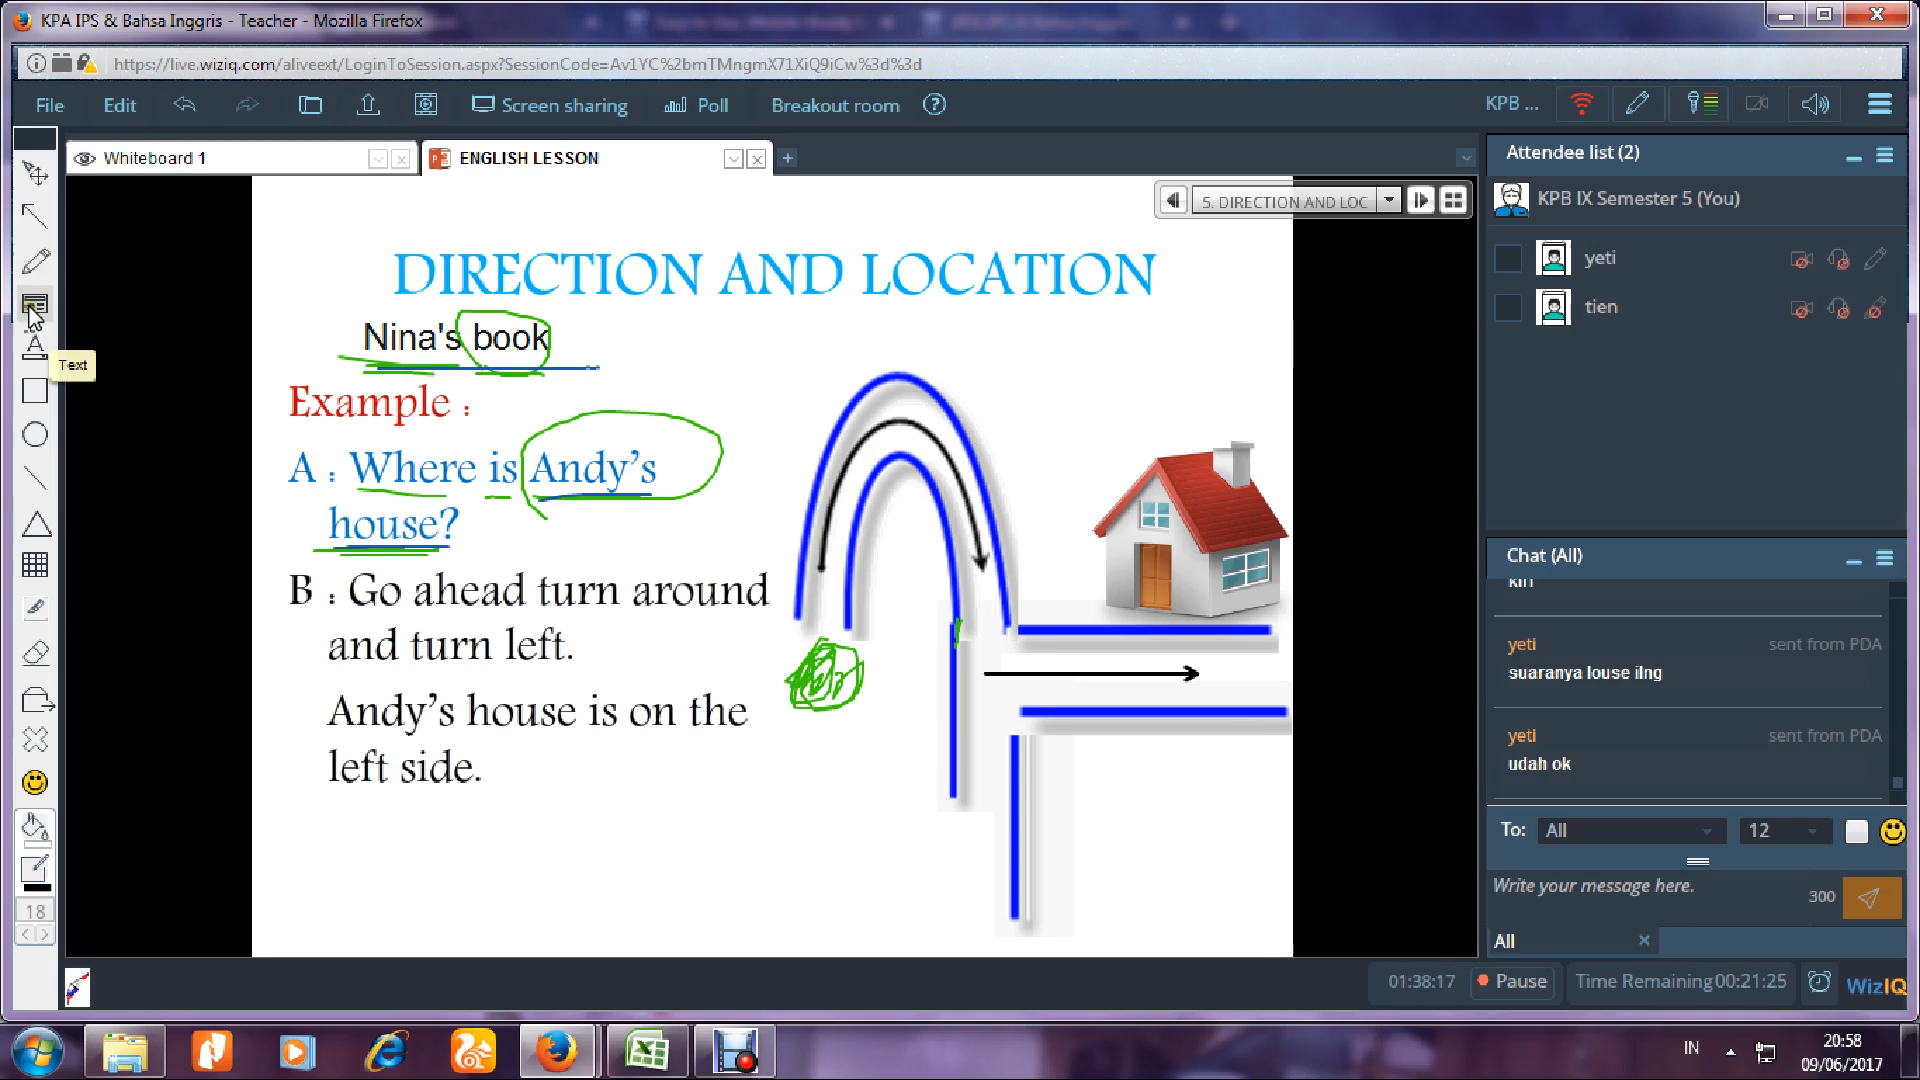 KPA IPS & Bahsa Inggris - Teacher - Mozilla Firefox
https://live.wiziq.com/aliveext/LoginToSession.aspx?SessionCode=Av1YC%2bmTMngmX71XiQ9iCw%3d%3d
File Edit Screen sharing Poll Breakout room KPB ...
Whiteboard 1
ENGLISH LESSON
5. DIRECTION AND LOC
DIRECTION AND LOCATION
Nina's book
Example :
A : Where is Andy's
house?
B : Go ahead turn around
and turn left.
Andy's house is on the
left side.
Text
18
Attendee list (2)
KPB IX Semester 5 (You)
yeti
tien
Chat (All)
yeti sent from PDA
suaranya louse ilng
yeti sent from PDA
udah ok
To: All 12
Write your message here. 300
All
01:38:17 Pause Time Remaining 00:21:25 WizIQ
IN 20:58
09/06/2017